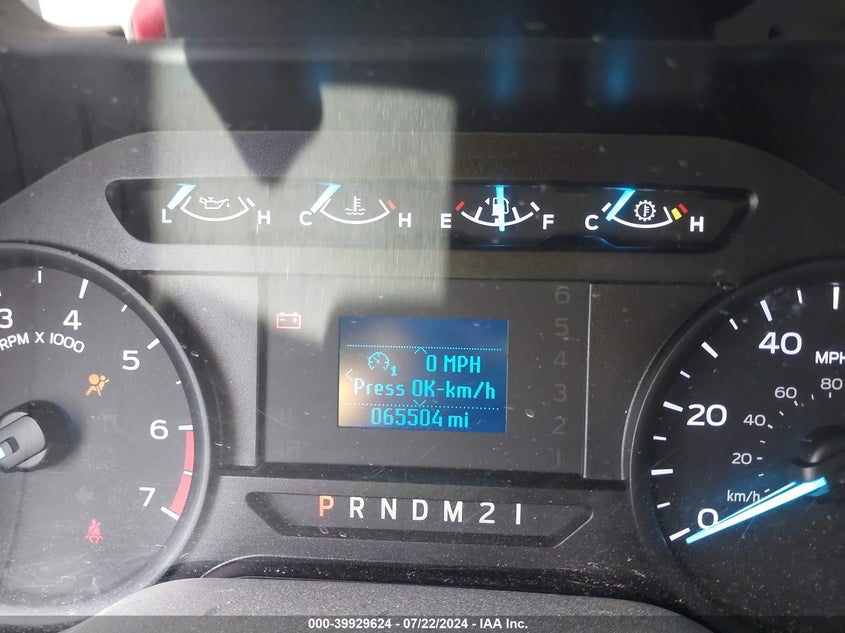 L H C H E F C H
3 4 5 6 7
RPM X 1000
0 MPH
Press OK-km/h
065504 mi
6
5
4
3
2
1
P R N D M 2 1
0 20 40
MPH
20 40 60 80
km/h
000-39929624 - 07/22/2024 - IAA Inc.